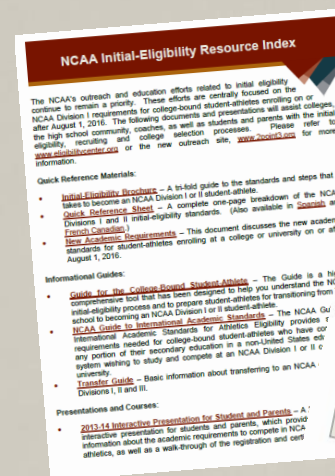 NCAA Initial-Eligibility Resource Index
The NCAA's outreach and education efforts related to initial eligibility
continue to remain a priority. These efforts are centrally focused on the
NCAA Division I requirements for college-bound student-athletes enrolling on or
after August 1, 2016. The following documents and presentations will assist colleges,
the high school community, coaches, as well as students and parents with the initial
eligibility, recruiting and college selection processes. Please refer to
www.eligibilitycenter.org or the new outreach site, www.2point3.org for more
information.
Quick Reference Materials:
• Initial-Eligibility Brochure – A tri-fold guide to the standards and steps that
takes to become an NCAA Division I or II student-athlete.
• Quick Reference Sheet – A complete one-page breakdown of the NCA
Divisions I and II initial-eligibility standards. (Also available in Spanish a
French Canadian.)
• New Academic Requirements – This document discusses the new academ
standards for student-athletes enrolling at a college or university on or af
August 1, 2016.
Informational Guides:
• Guide for the College-Bound Student-Athlete – The Guide is a hi
comprehensive tool that has been designed to help you understand the NC
initial-eligibility process and to prepare student-athletes for transitioning from
school to becoming an NCAA Division I or II student-athlete.
• NCAA Guide to International Academic Standards – The NCAA Gu
International Academic Standards for Athletics Eligibility provides
requirements needed for college-bound student-athletes who have cor
any portion of their secondary education in a non-United States ed
system wishing to study and compete at an NCAA Division I or II c
university.
• Transfer Guide – Basic information about transferring to an NCAA
Divisions I, II and III.
Presentations and Courses:
• 2013-14 Interactive Presentation for Student and Parents – A
interactive presentation for students and parents, which provid
information about the academic requirements to compete in NCA
athletics, as well as a walk-through of the registration and certi